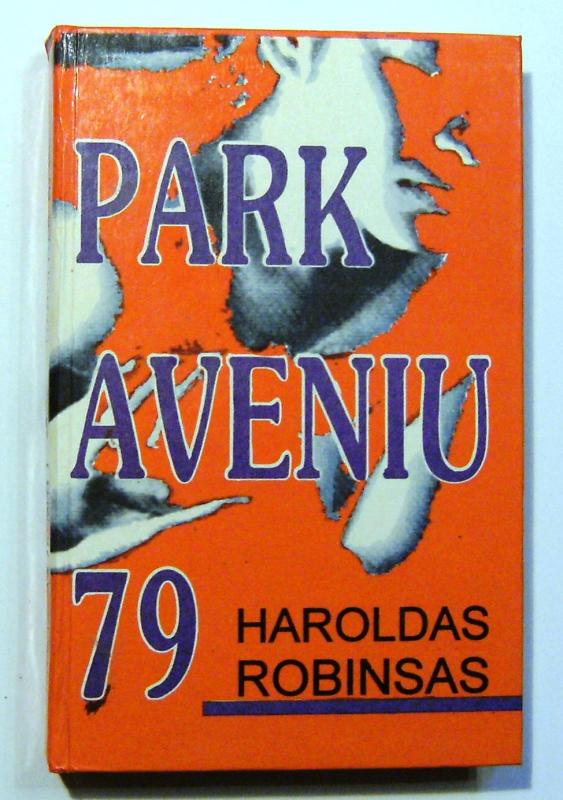 PARK
AVENIU
79
HAROLDAS
ROBINSAS